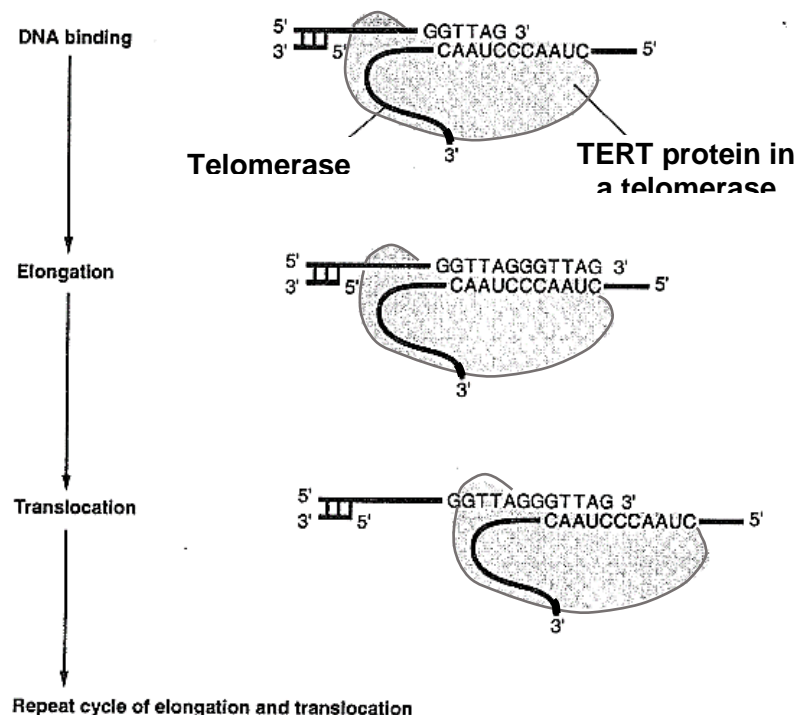 DNA binding
5' GGTTAG 3'
3' 5' CAAUCCCAAUC 5'
3'
Telomerase
TERT protein in
a telomerase
Elongation
5' GGTTAGGGTTAG 3'
3' 5' CAAUCCCAAUC 5'
3'
Translocation
5' GGTTAGGGTTAG 3'
3' 5' CAAUCCCAAUC 5'
3'
Repeat cycle of elongation and translocation